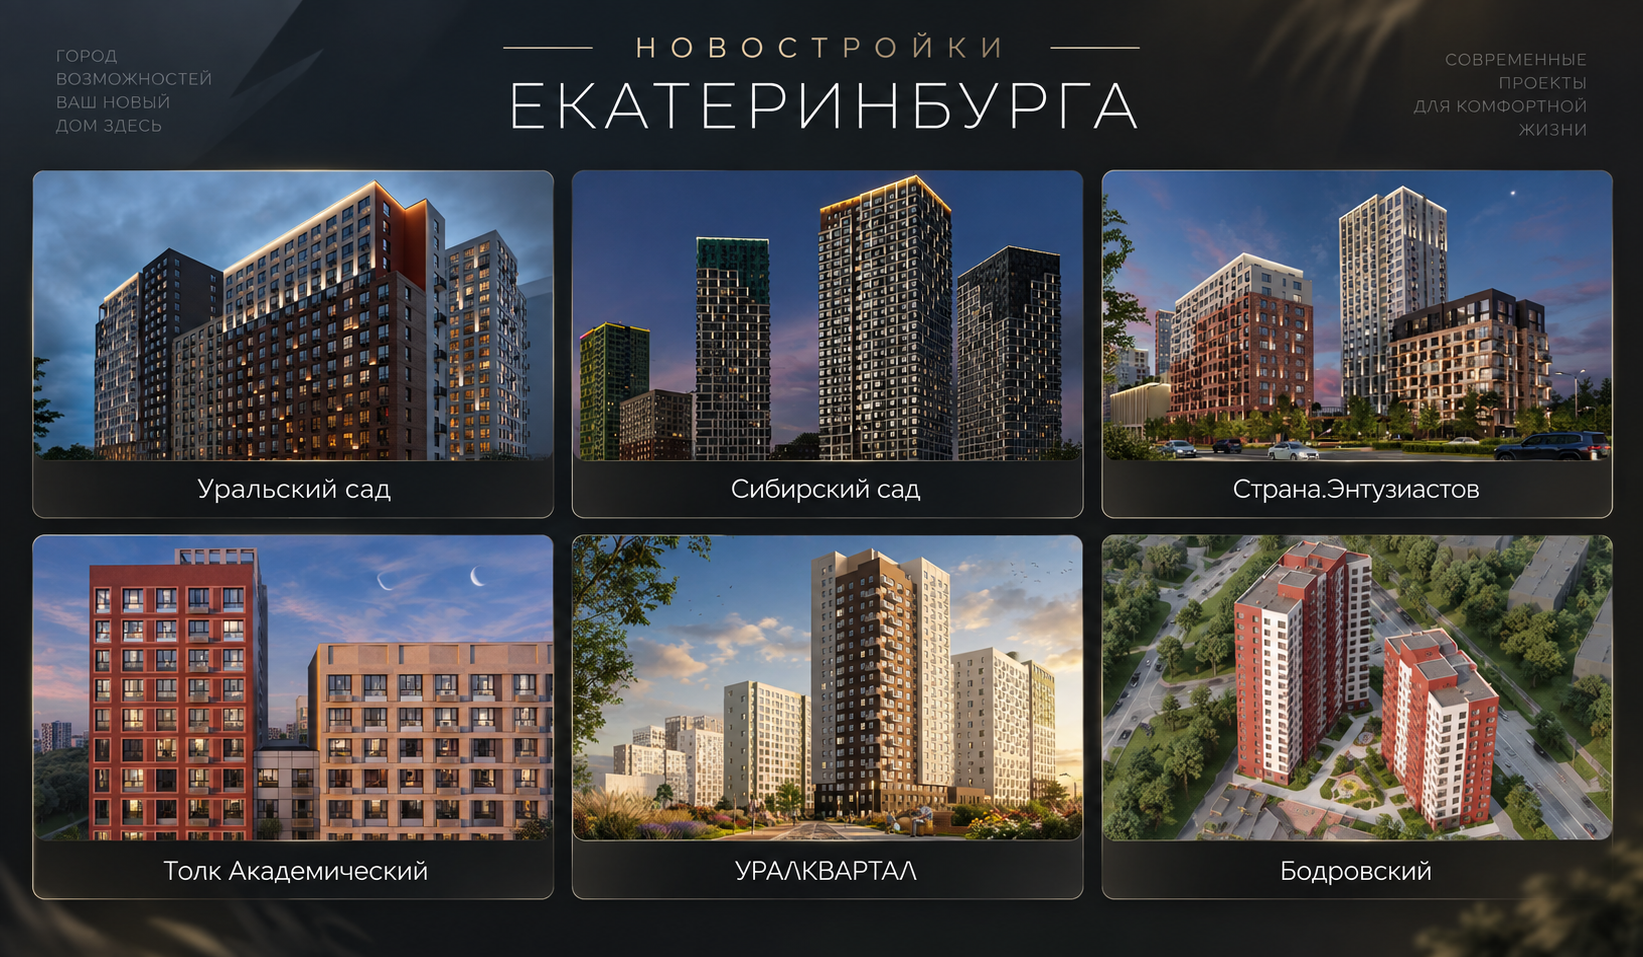 ГОРОД
ВОЗМОЖНОСТЕЙ
ВАШ НОВЫЙ
ДОМ ЗДЕСЬ
НОВОСТРОЙКИ
ЕКАТЕРИНБУРГА
СОВРЕМЕННЫЕ
ПРОЕКТЫ
ДЛЯ КОМФОРТНОЙ
ЖИЗНИ
Уральский сад
Сибирский сад
Страна.Энтузиастов
Толк Академический
УРАЛКВАРТАЛ
Бодровский